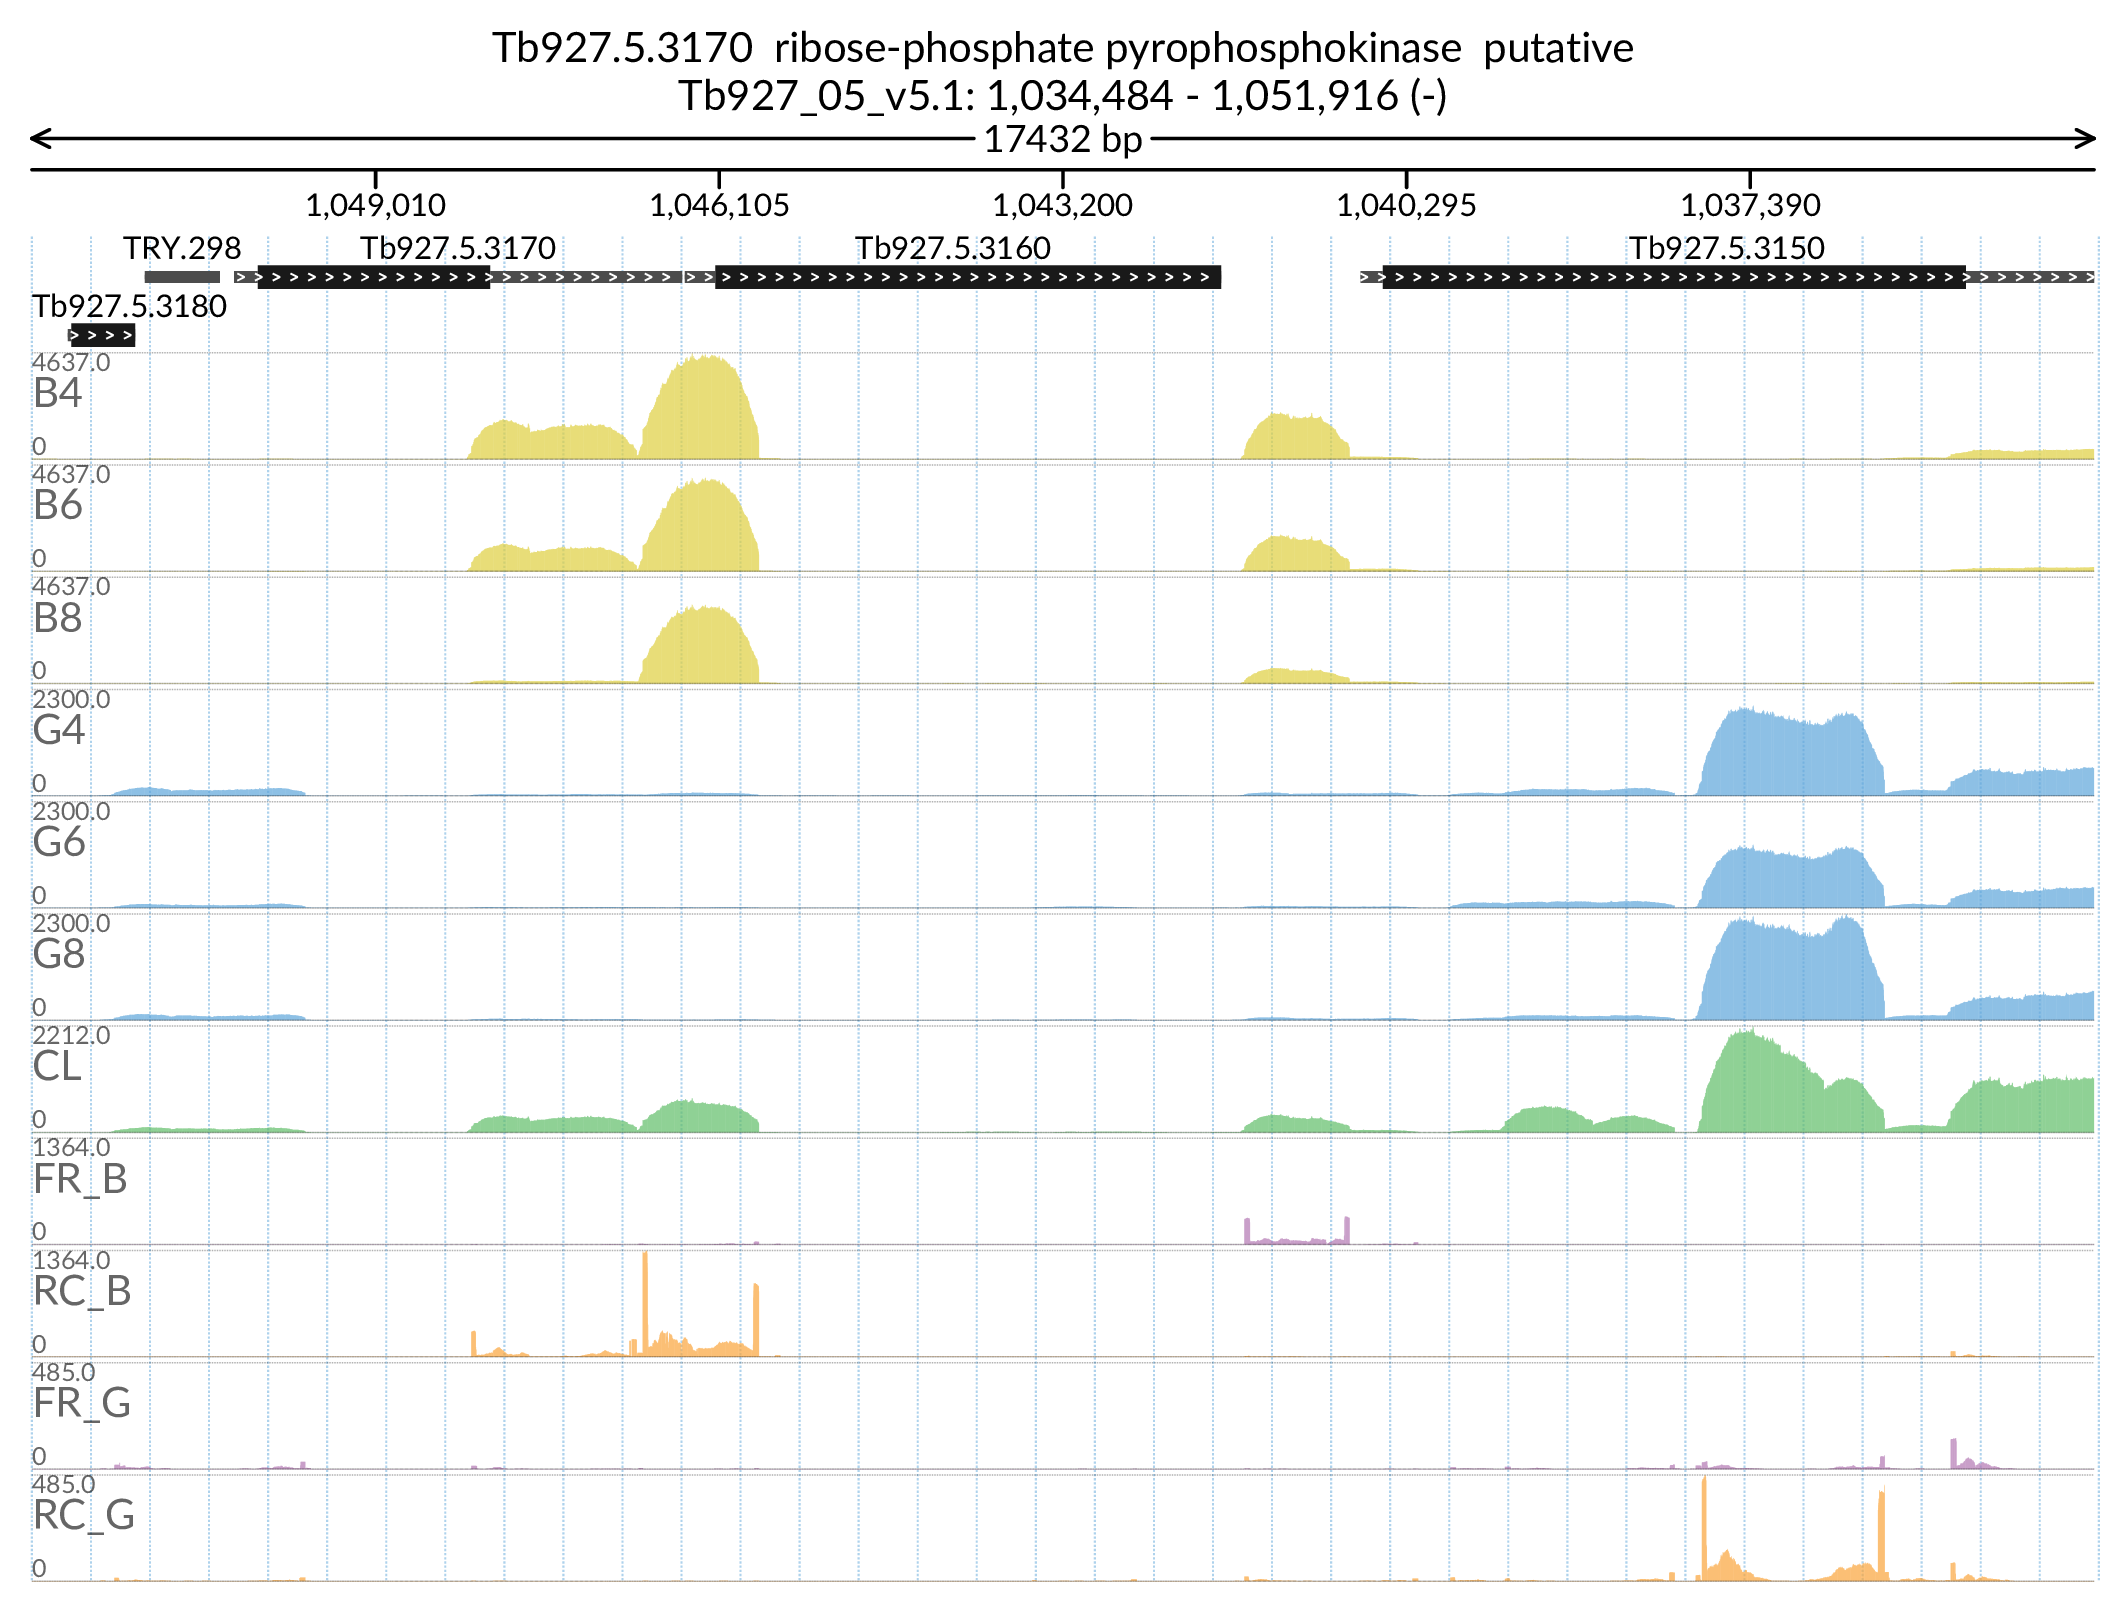 Tb927.5.3170  ribose-phosphate pyrophosphokinase  putative
Tb927_05_v5.1: 1,034,484 - 1,051,916 (-)
17432 bp
1,049,010 1,046,105 1,043,200 1,040,295 1,037,390
TRY.298 Tb927.5.3170 Tb927.5.3160 Tb927.5.3150
Tb927.5.3180
4637.0
B4
0
4637.0
B6
0
4637.0
B8
0
2300.0
G4
0
2300.0
G6
0
2300.0
G8
0
2212.0
CL
0
1364.0
FR_B
0
1364.0
RC_B
0
485.0
FR_G
0
485.0
RC_G
0